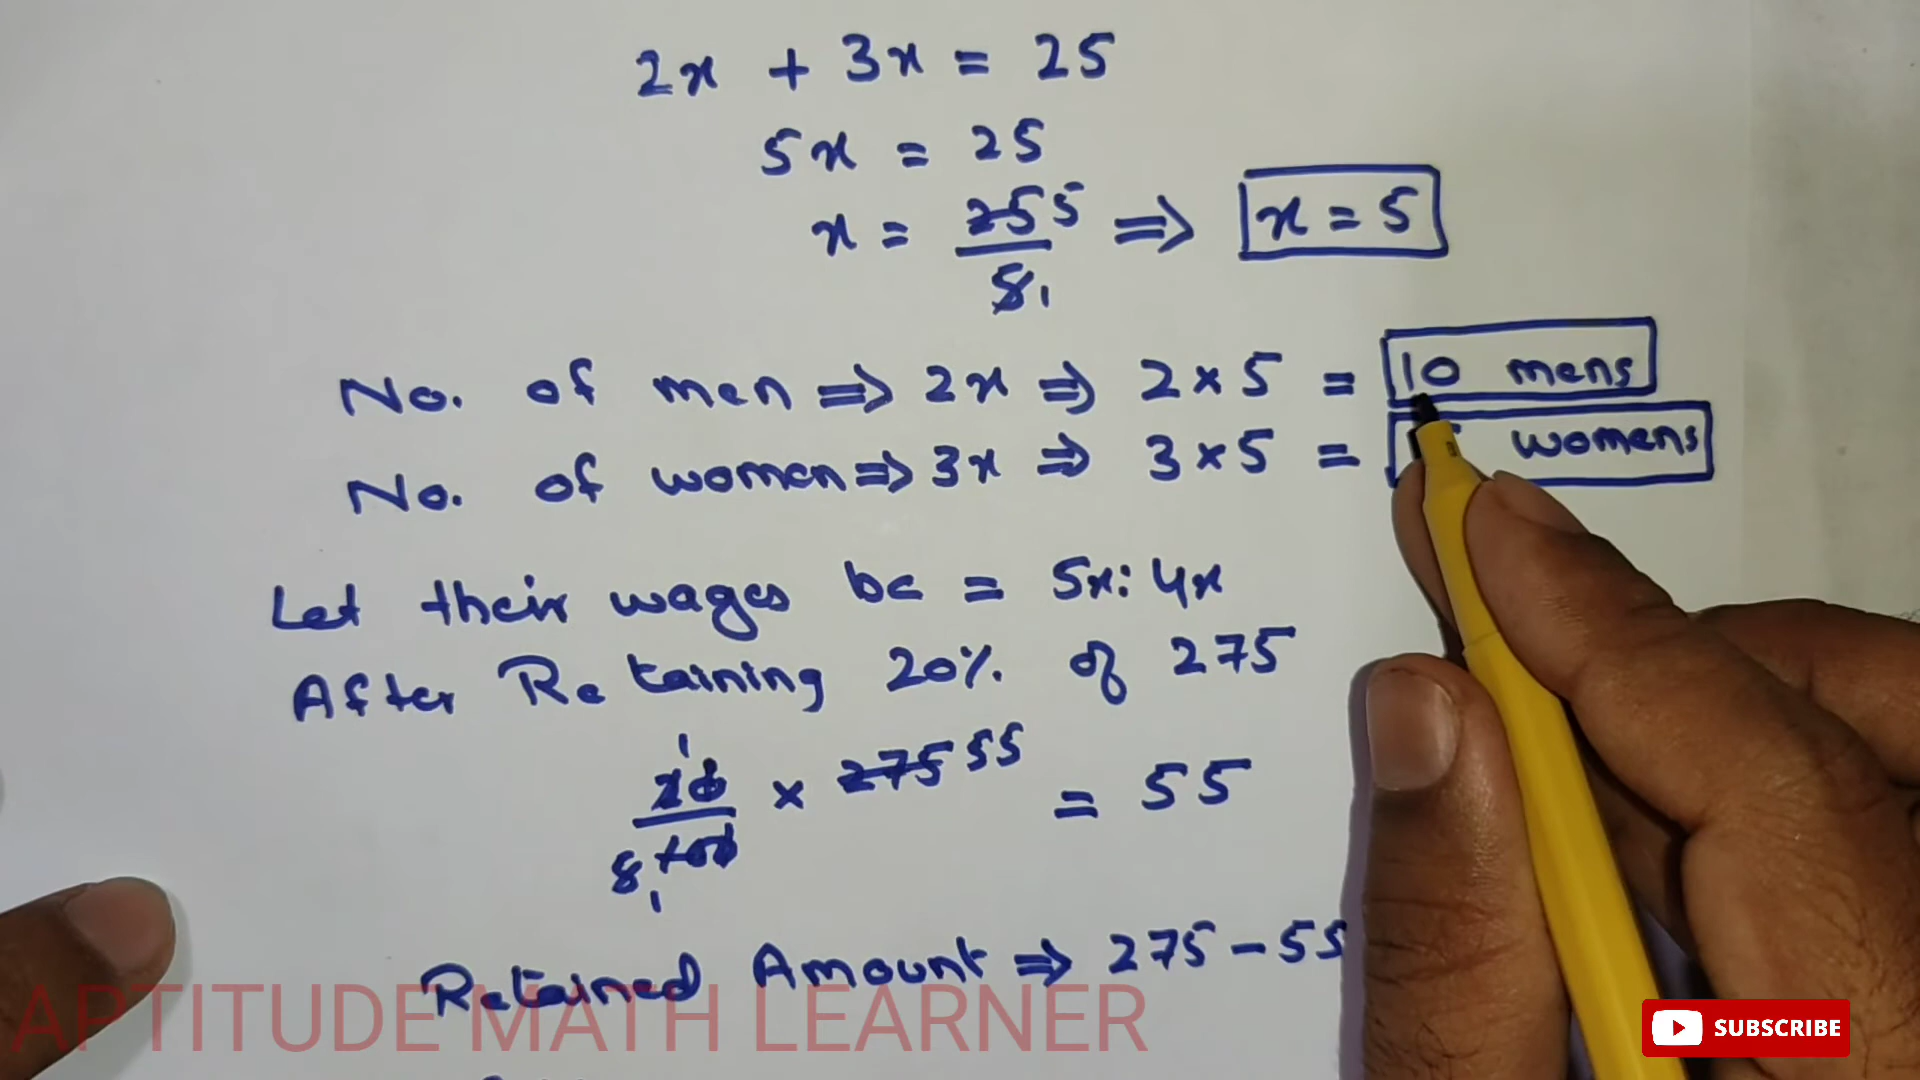 2x + 3x = 25
5x = 25
x = 25 5 ⇒ x = 5
5 1
No. of men ⇒ 2x ⇒ 2 × 5 = 10 mens
No. of women ⇒ 3x ⇒ 3 × 5 = womens
Let their wages be = 5x : 4x
After Retaining 20% of 275
1
20 × 275 55 = 55
5 100
1
Retained Amount ⇒ 275 - 55
APTITUDE MATH LEARNER
SUBSCRIBE